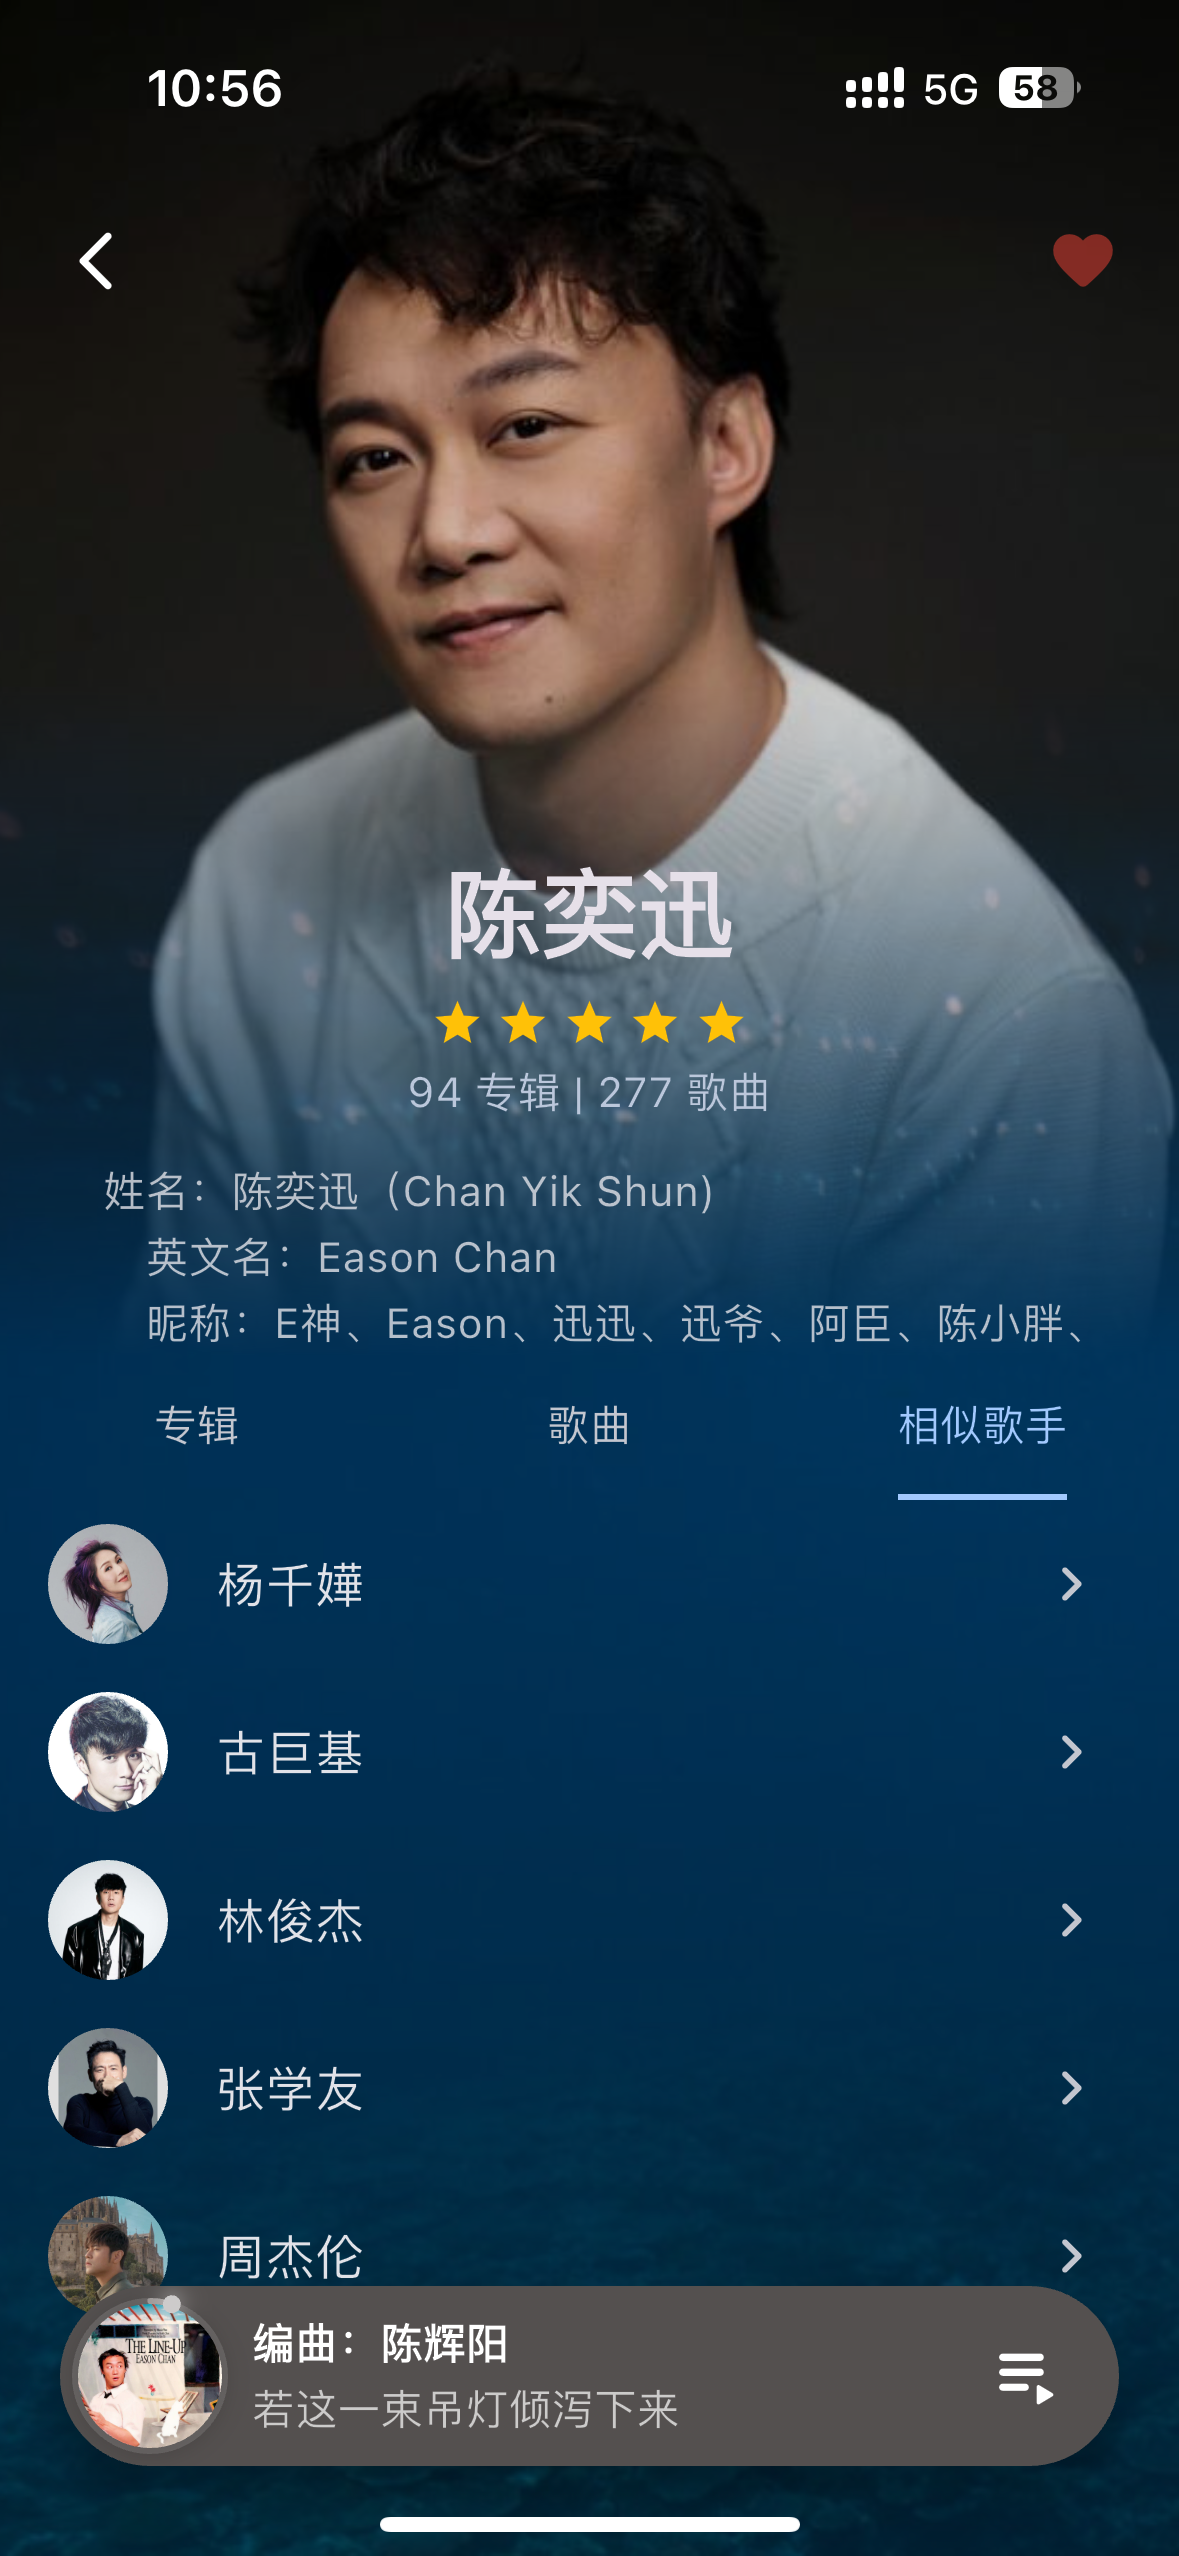 10:56
5G
58
陈奕迅
94 专辑 | 277 歌曲
姓名：陈奕迅（Chan Yik Shun)
英文名：Eason Chan
昵称：E神、Eason、迅迅、迅爷、阿臣、陈小胖、
专辑
歌曲
相似歌手
杨千嬅
古巨基
林俊杰
张学友
周杰伦
THE LINE-UP
EASON CHAN
编曲：陈辉阳
若这一束吊灯倾泻下来